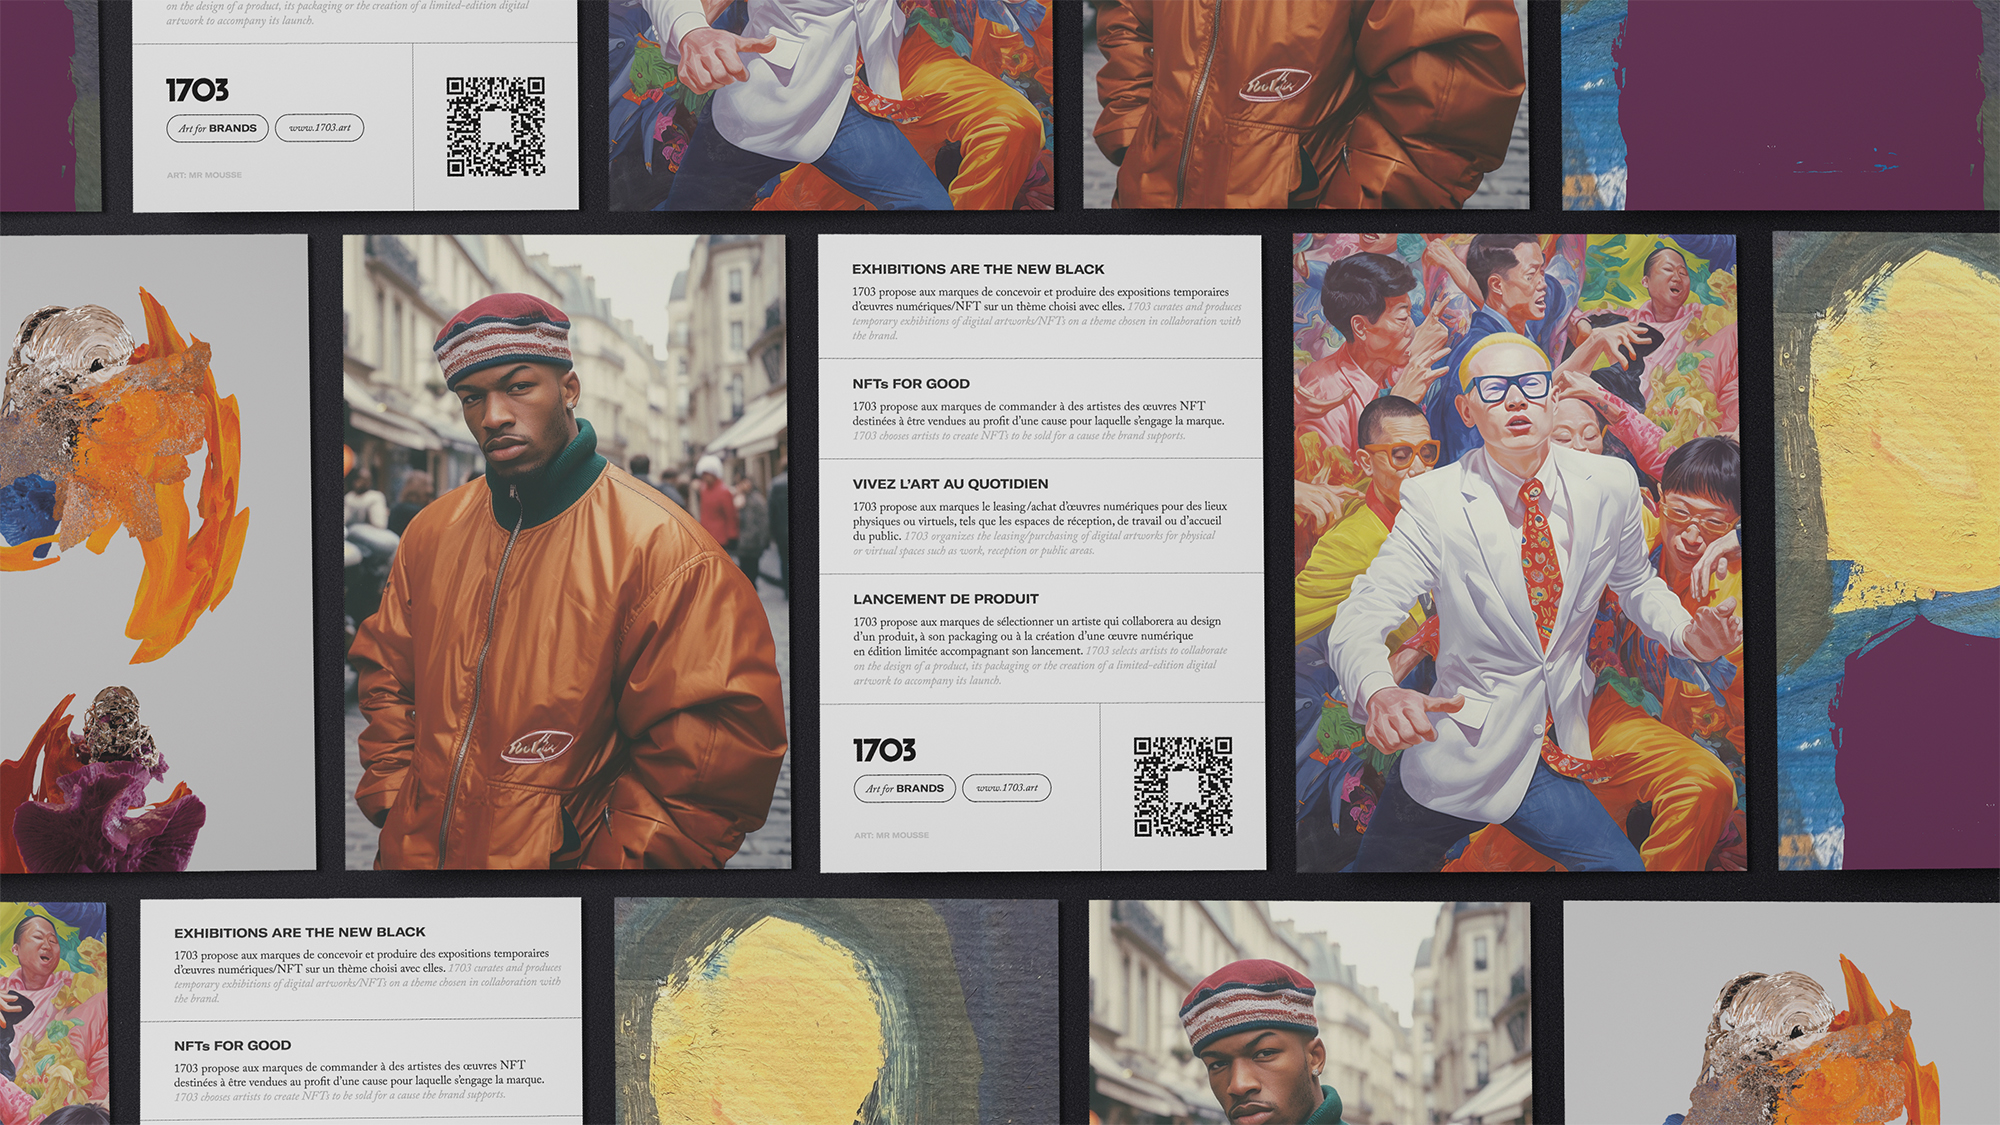 on the design of a product, its packaging or the creation of a limited-edition digital
artwork to accompany its launch.
1703
Art for BRANDS
www.1703.art
ART: MR MOUSSE
EXHIBITIONS ARE THE NEW BLACK
1703 propose aux marques de concevoir et produire des expositions temporaires
d'œuvres numériques/NFT sur un thème choisi avec elles. 1703 curates and produces
temporary exhibitions of digital artworks/NFTs on a theme chosen in collaboration with
the brand.
NFTs FOR GOOD
1703 propose aux marques de commander à des artistes des œuvres NFT
destinées à être vendues au profit d'une cause pour laquelle s'engage la marque.
1703 chooses artists to create NFTs to be sold for a cause the brand supports.
VIVEZ L'ART AU QUOTIDIEN
1703 propose aux marques le leasing/achat d'œuvres numériques pour des lieux
physiques ou virtuels, tels que les espaces de réception, de travail ou d'accueil
du public. 1703 organizes the leasing/purchasing of digital artworks for physical
or virtual spaces such as work, reception or public areas.
LANCEMENT DE PRODUIT
1703 propose aux marques de sélectionner un artiste qui collaborera au design
d'un produit, à son packaging ou à la création d'une œuvre numérique
en édition limitée accompagnant son lancement. 1703 selects artists to collaborate
on the design of a product, its packaging or the creation of a limited-edition digital
artwork to accompany its launch.
1703
Art for BRANDS
www.1703.art
ART: MR MOUSSE
EXHIBITIONS ARE THE NEW BLACK
1703 propose aux marques de concevoir et produire des expositions temporaires
d'œuvres numériques/NFT sur un thème choisi avec elles. 1703 curates and produces
temporary exhibitions of digital artworks/NFTs on a theme chosen in collaboration with
the brand.
NFTs FOR GOOD
1703 propose aux marques de commander à des artistes des œuvres NFT
destinées à être vendues au profit d'une cause pour laquelle s'engage la marque.
1703 chooses artists to create NFTs to be sold for a cause the brand supports.